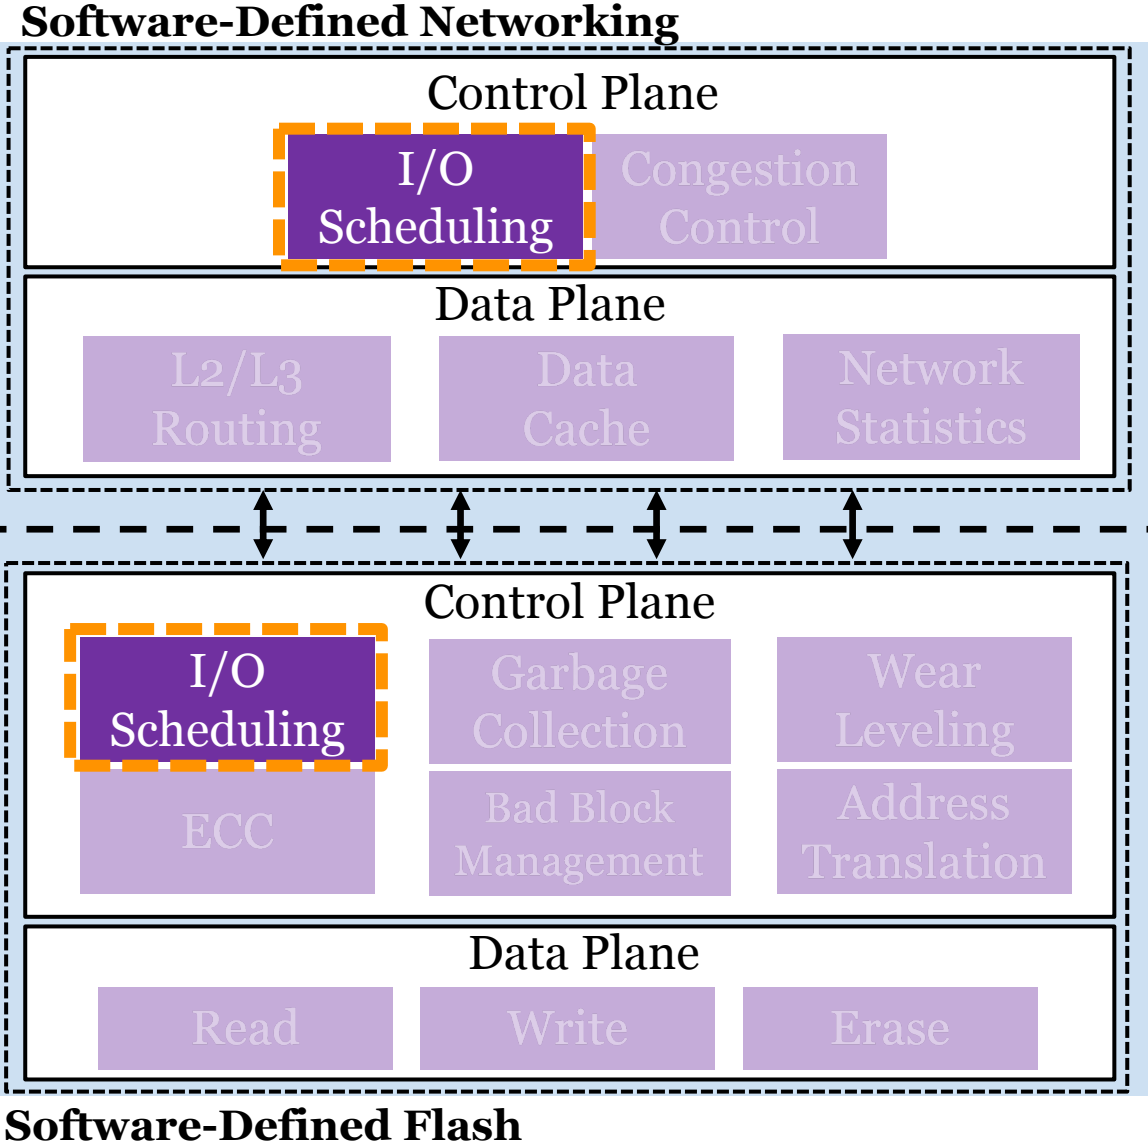 Software-Defined Networking
Control Plane
I/O
Scheduling
Congestion
Control
Data Plane
L2/L3
Routing
Data
Cache
Network
Statistics
Control Plane
I/O
Scheduling
Garbage
Collection
Wear
Leveling
ECC
Bad Block
Management
Address
Translation
Data Plane
Read
Write
Erase
Software-Defined Flash